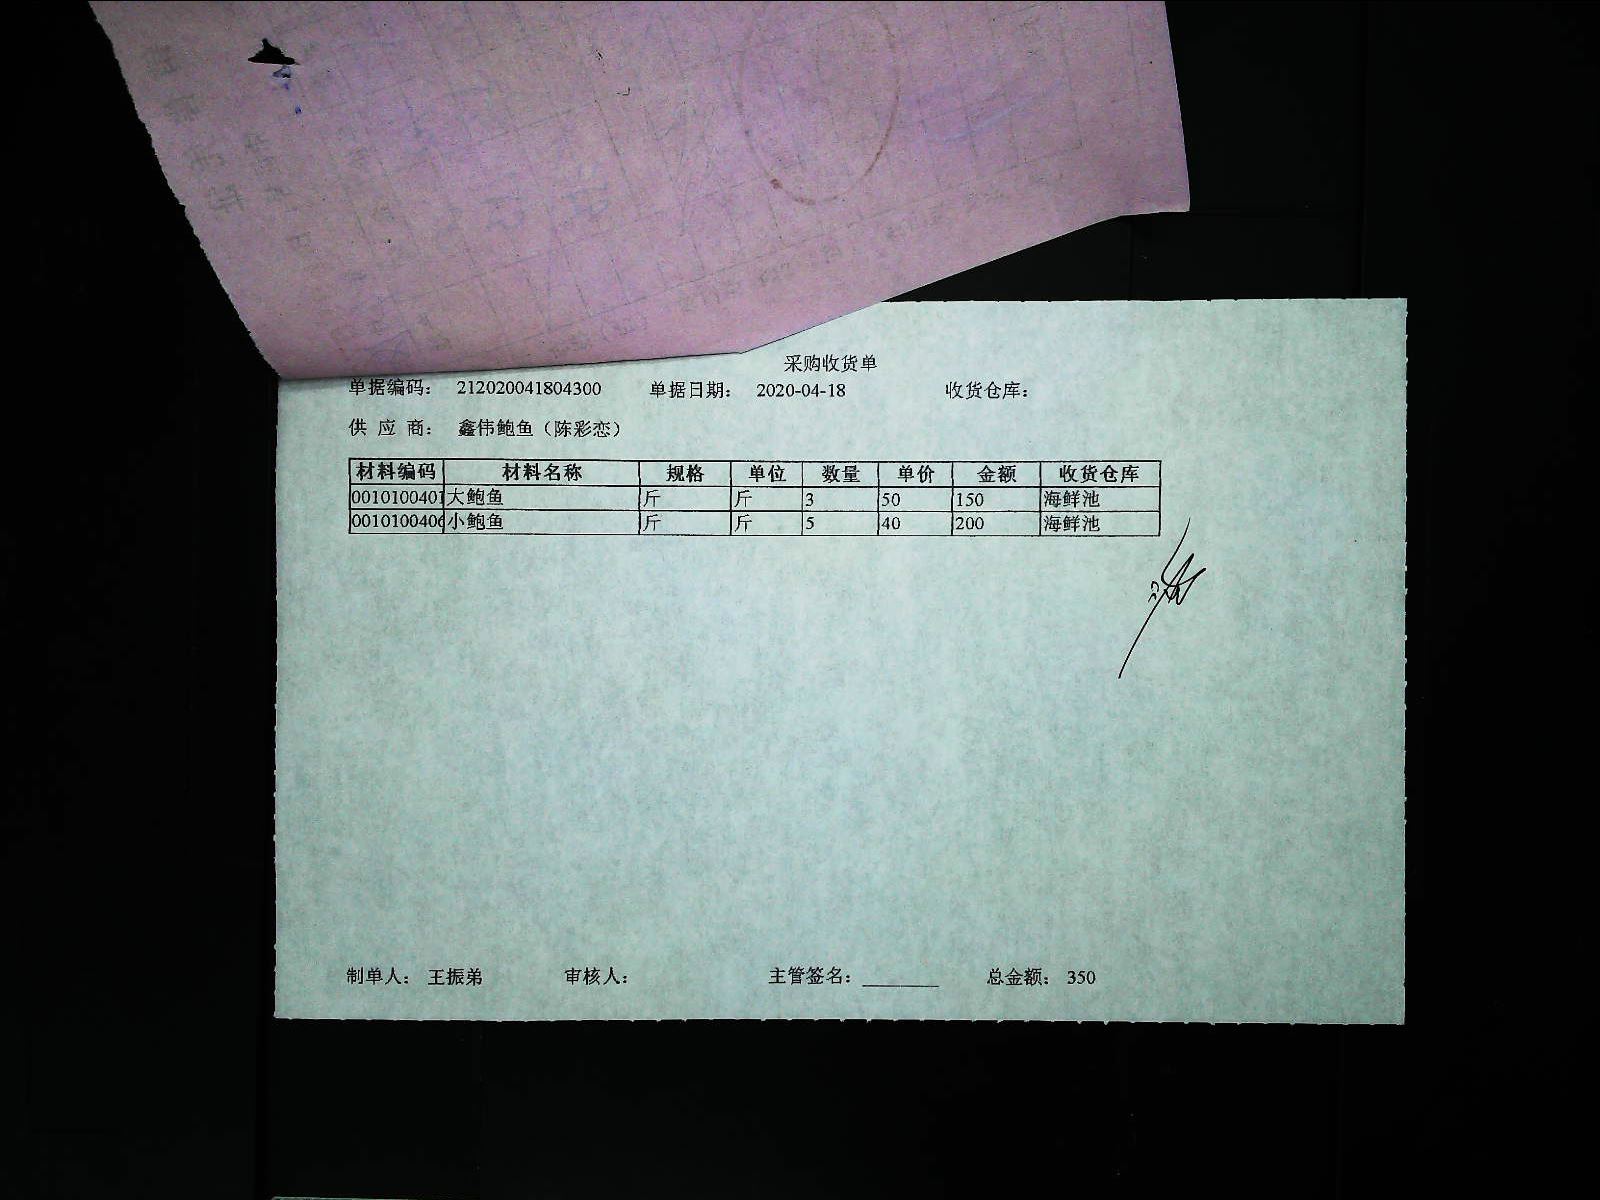 采购收货单
单据编码： 212020041804300 单据日期： 2020-04-18 收货仓库：
供 应 商： 鑫伟鲍鱼（陈彩恋）
材料编码 材料名称 规格 单位 数量 单价 金额 收货仓库
0010100401 大鲍鱼 斤 斤 3 50 150 海鲜池
001010040 小鲍鱼 斤 斤 5 40 200 海鲜池
制单人： 王振弟 审核人： 主管签名： 总金额： 350